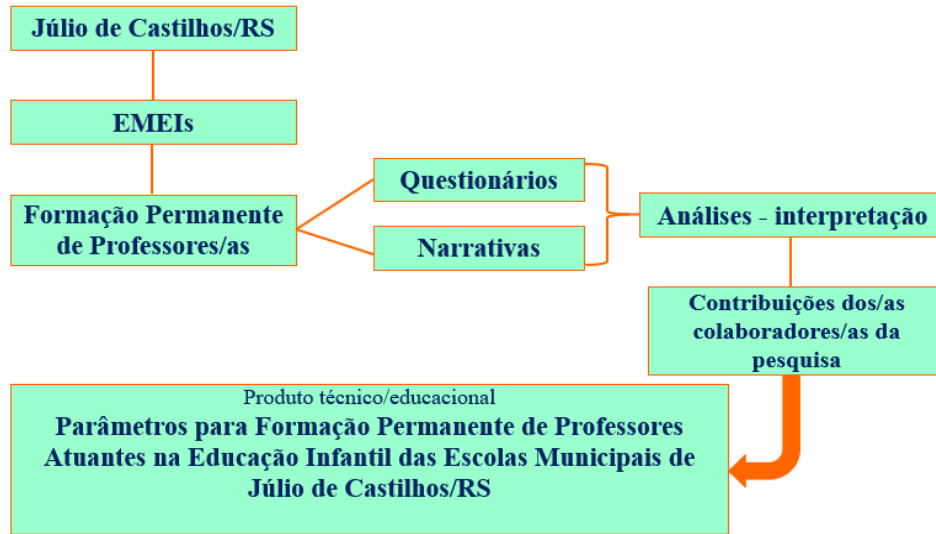 Júlio de Castilhos/RS
EMEIs
Formação Permanente
de Professores/as
Questionários
Narrativas
Análises - interpretação
Contribuições dos/as
colaboradores/as da
pesquisa
Produto técnico/educacional
Parâmetros para Formação Permanente de Professores
Atuantes na Educação Infantil das Escolas Municipais de
Júlio de Castilhos/RS